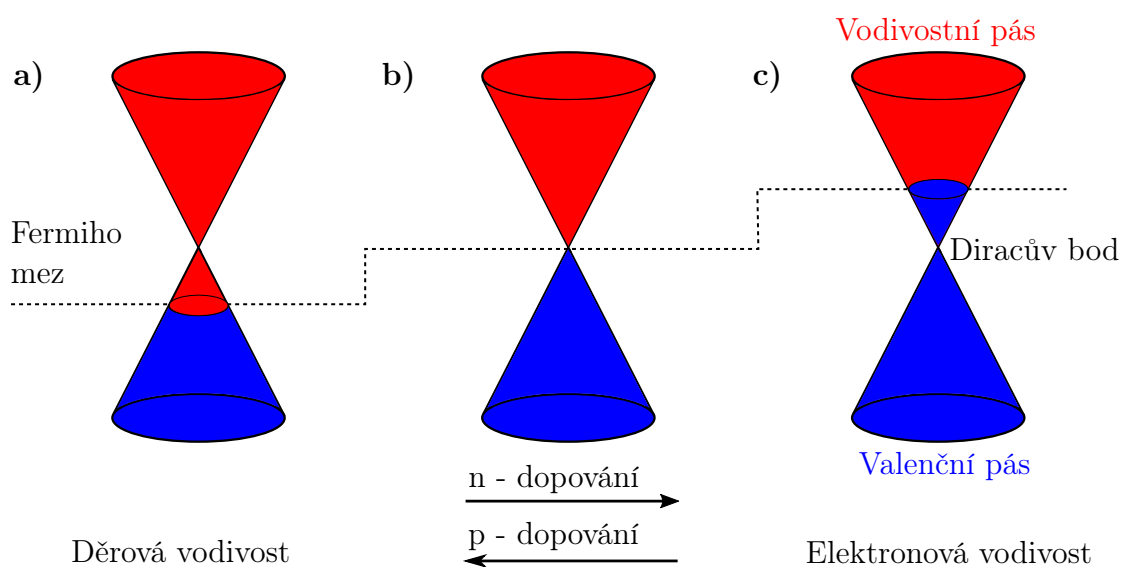 Vodivostní pás
a)
b)
c)
Fermiho
mez
Diracův bod
Valenční pás
n - dopování
p - dopování
Děrová vodivost
Elektronová vodivost